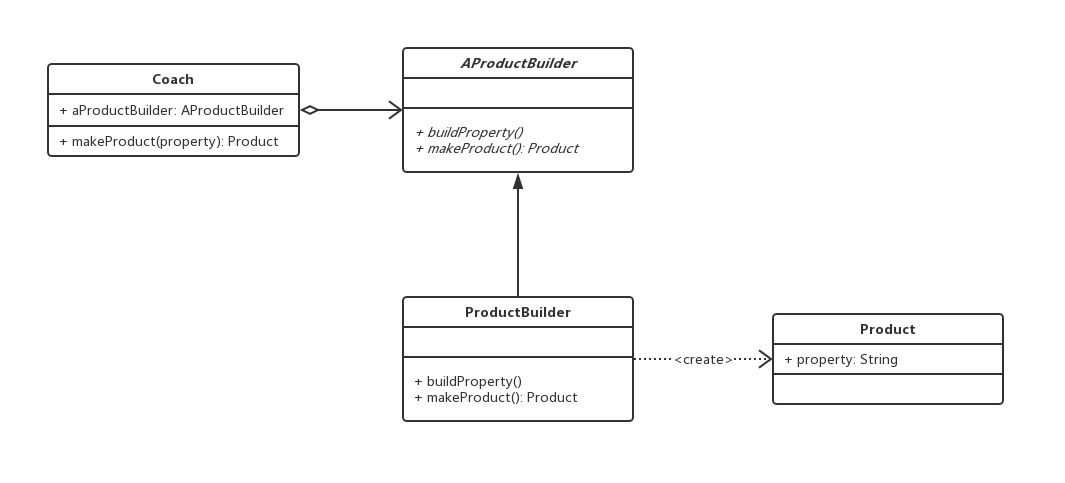 Coach
+ aProductBuilder: AProductBuilder
+ makeProduct(property): Product
AProductBuilder
+ buildProperty()
+ makeProduct(): Product
ProductBuilder
+ buildProperty()
+ makeProduct(): Product
<create>
Product
+ property: String